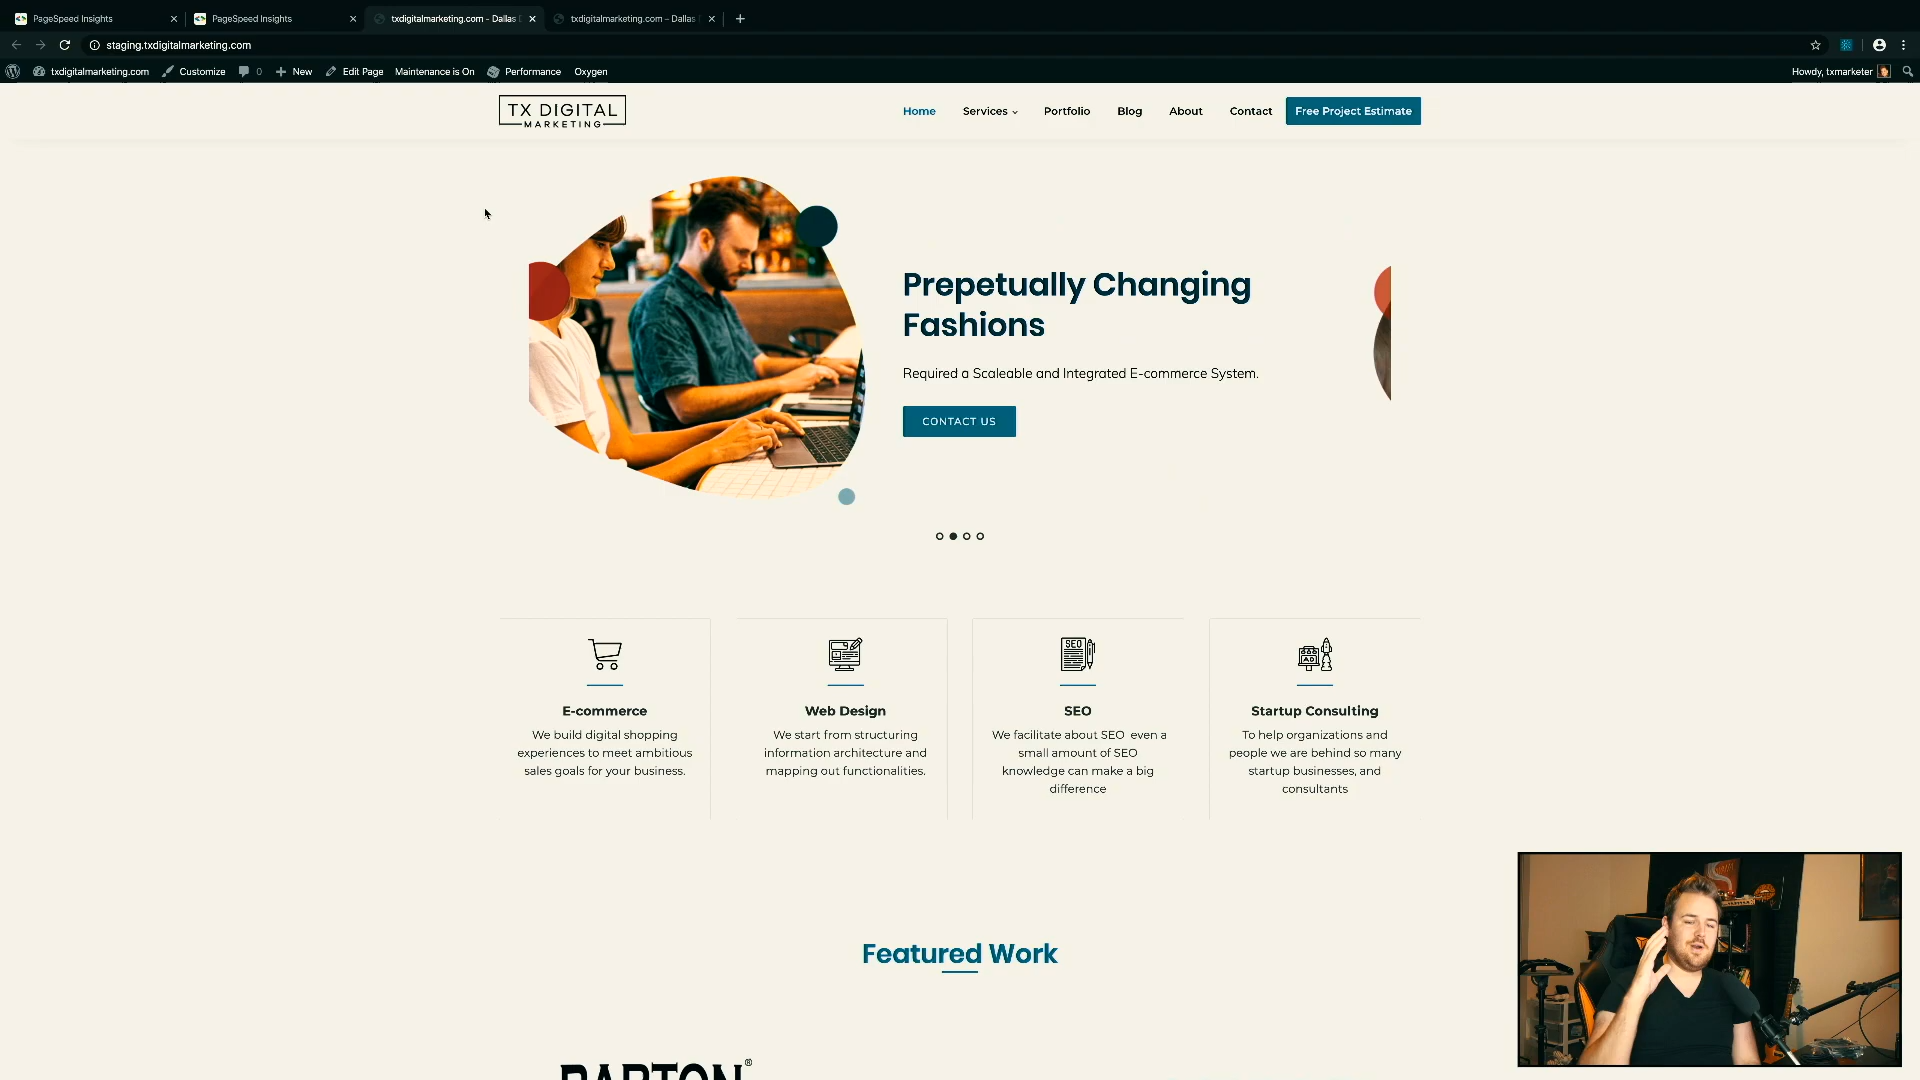 PageSpeed Insights
PageSpeed Insights
txdigitalmarketing.com - Dallas
txdigitalmarketing.com – Dallas
staging.txdigitalmarketing.com
txdigitalmarketing.com Customize 0 New Edit Page Maintenance is On Performance Oxygen Howdy, txmarketer
TX DIGITAL
MARKETING
Home Services Portfolio Blog About Contact Free Project Estimate
Prepetually Changing
Fashions
Required a Scaleable and Integrated E-commerce System.
CONTACT US
E-commerce
We build digital shopping
experiences to meet ambitious
sales goals for your business.
Web Design
We start from structuring
information architecture and
mapping out functionalities.
SEO
SEO
We facilitate about SEO even a
small amount of SEO
knowledge can make a big
difference
AD
Startup Consulting
To help organizations and
people we are behind so many
startup businesses, and
consultants
Featured Work
BARTON®